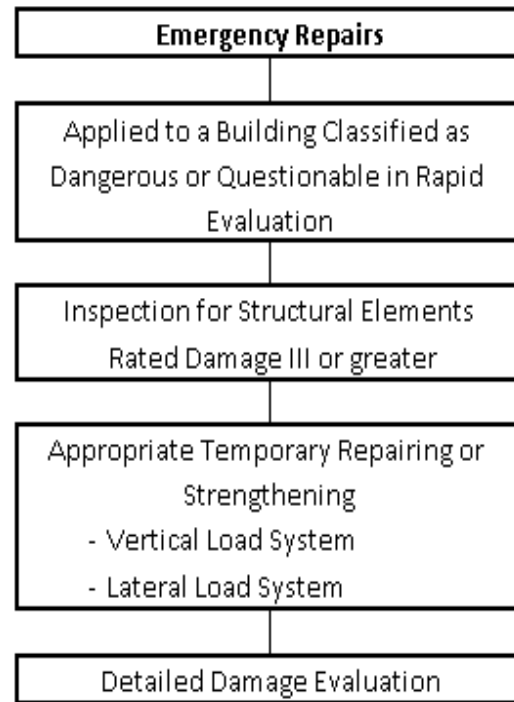 Emergency Repairs
Applied to a Building Classified as
Dangerous or Questionable in Rapid
Evaluation
Inspection for Structural Elements
Rated Damage III or greater
Appropriate Temporary Repairing or
Strengthening
- Vertical Load System
- Lateral Load System
Detailed Damage Evaluation